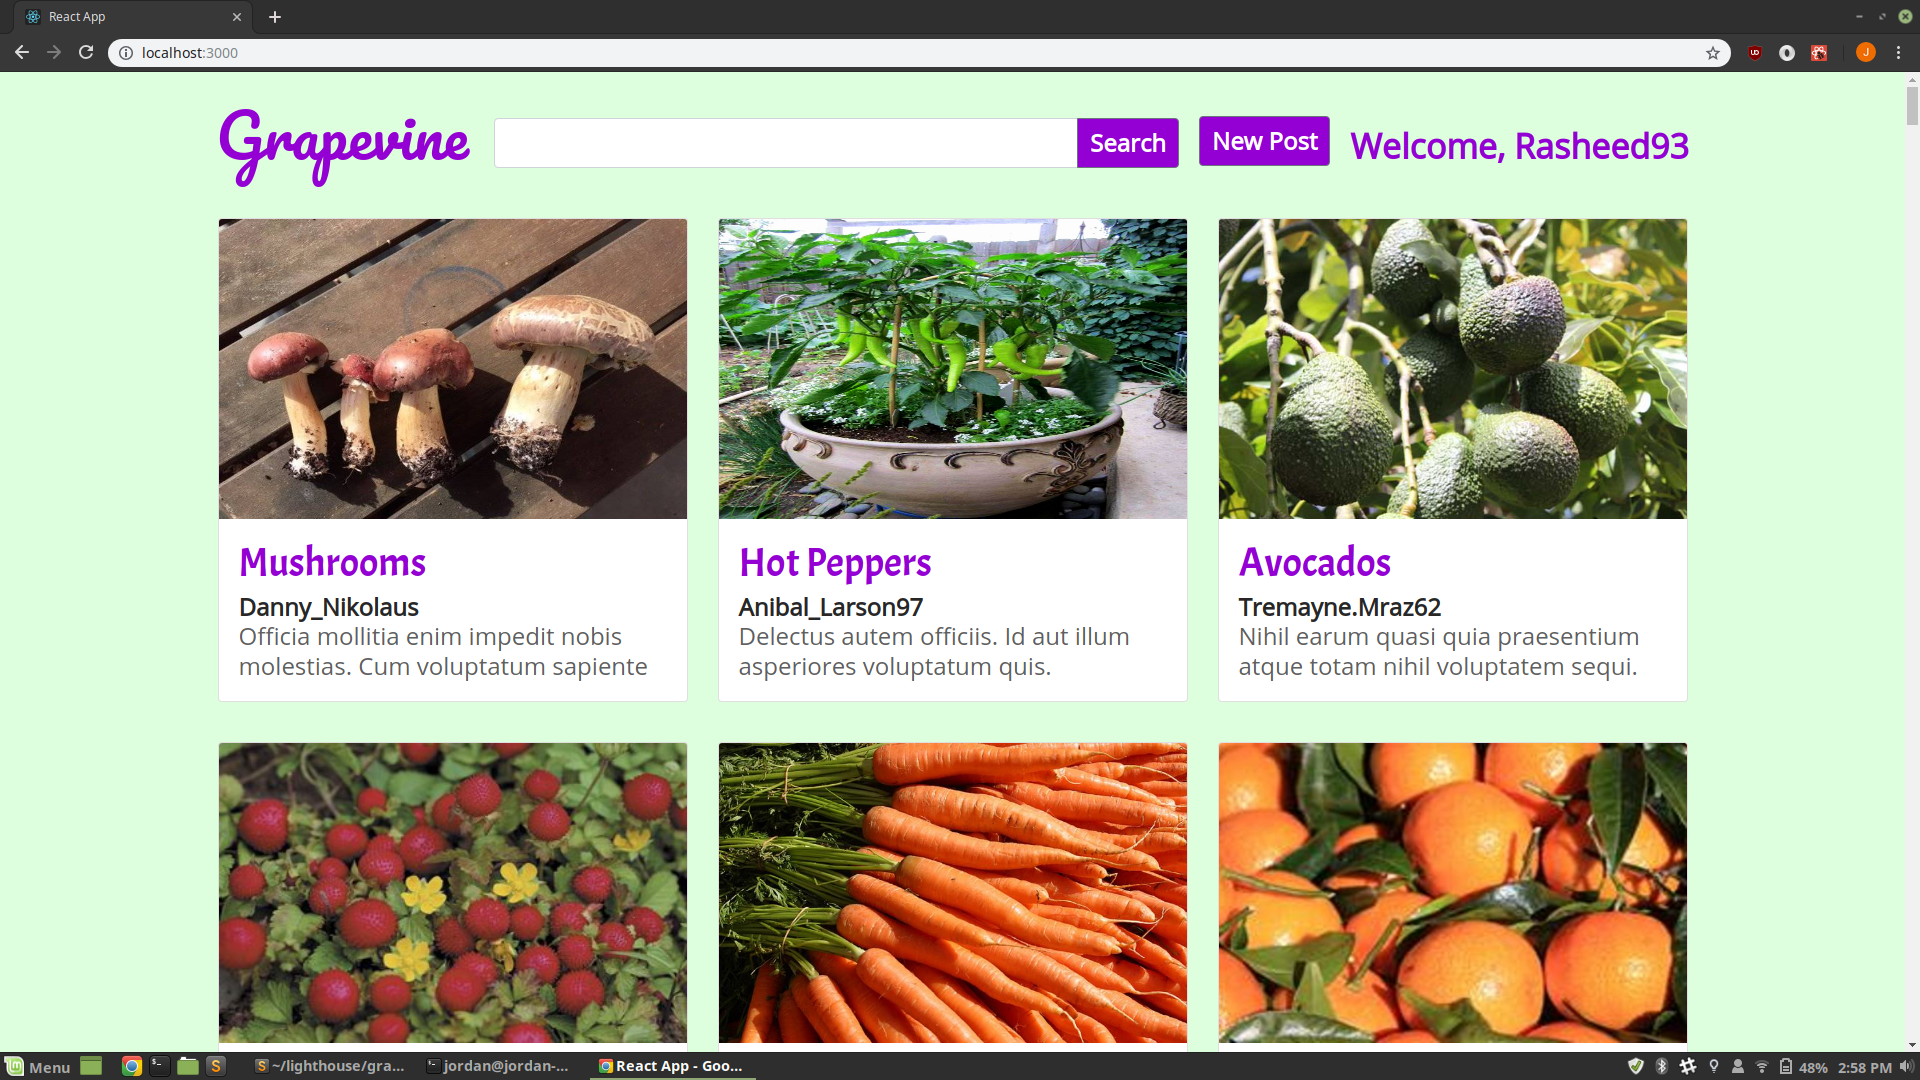 React App
localhost:3000
Grapevine
Search
New Post
Welcome, Rasheed93
Mushrooms
Danny_Nikolaus
Officia mollitia enim impedit nobis
molestias. Cum voluptatum sapiente
Hot Peppers
Anibal_Larson97
Delectus autem officiis. Id aut illum
asperiores voluptatum quis.
Avocados
Tremayne.Mraz62
Nihil earum quasi quia praesentium
atque totam nihil voluptatem sequi.
Menu
~/lighthouse/gra...
jordan@jordan-...
React App - Goo...
48%
2:58 PM